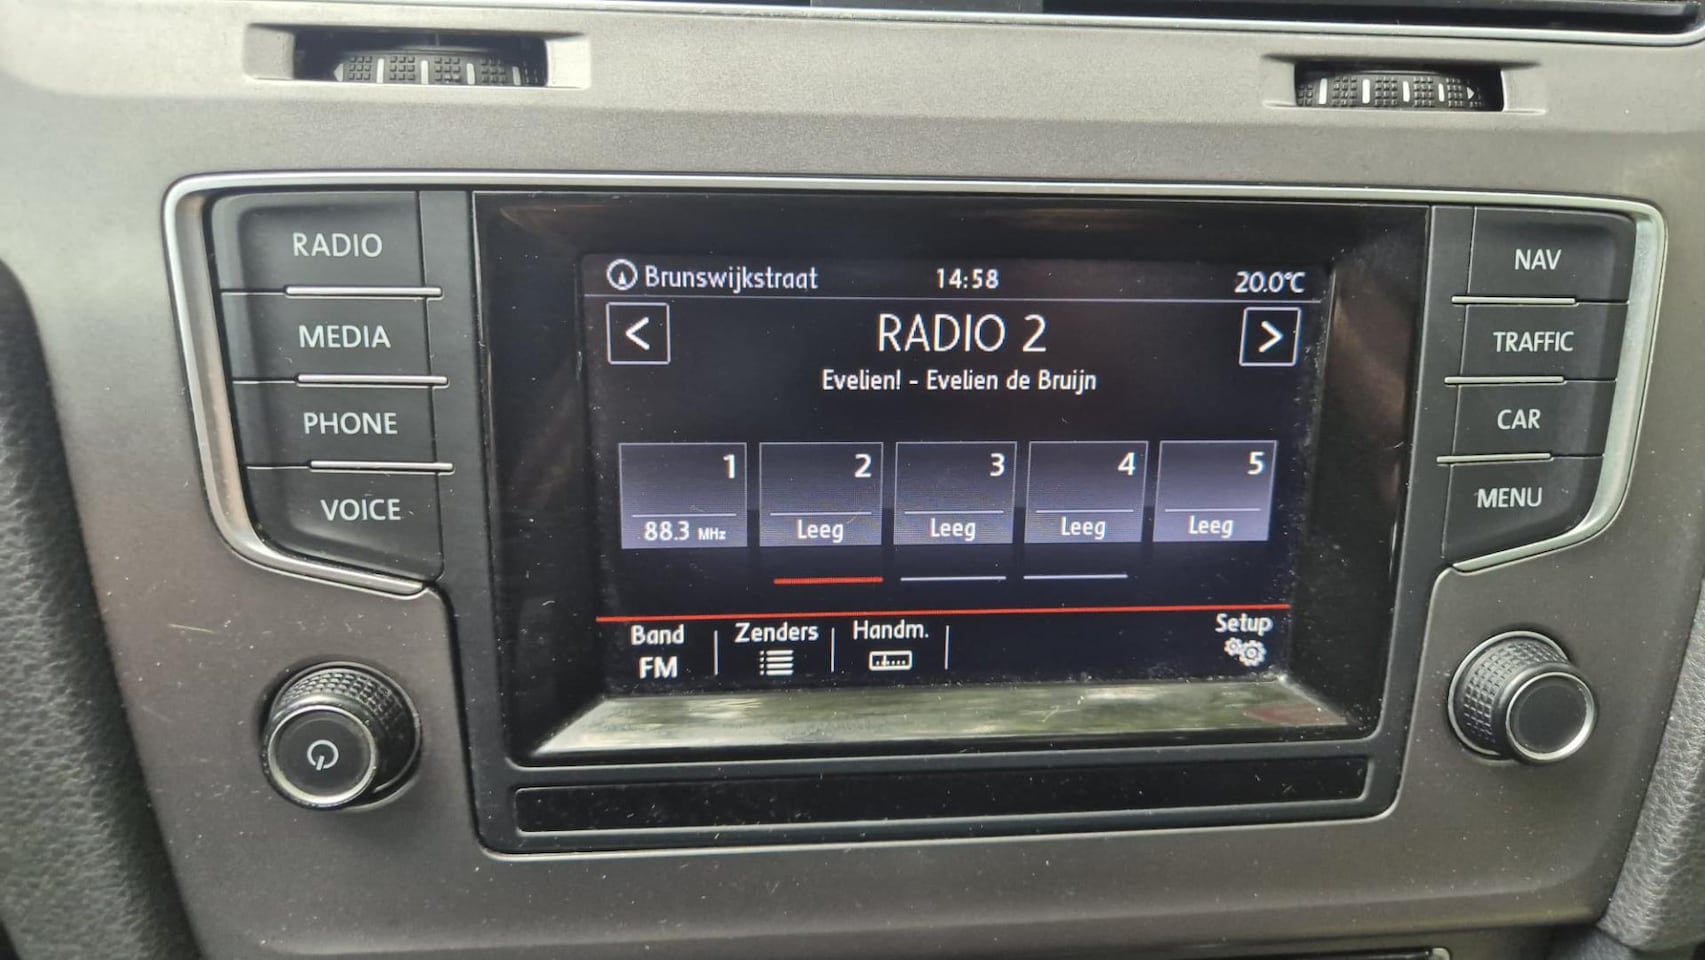 RADIO
MEDIA
PHONE
VOICE
Brunswijkstraat 14:58 20.0°C
< RADIO 2 >
Evelien! - Evelien de Bruijn
1 2 3 4 5
88.3 MHz Leeg Leeg Leeg Leeg
Band Zenders Handm. Setup
FM
NAV
TRAFFIC
CAR
MENU